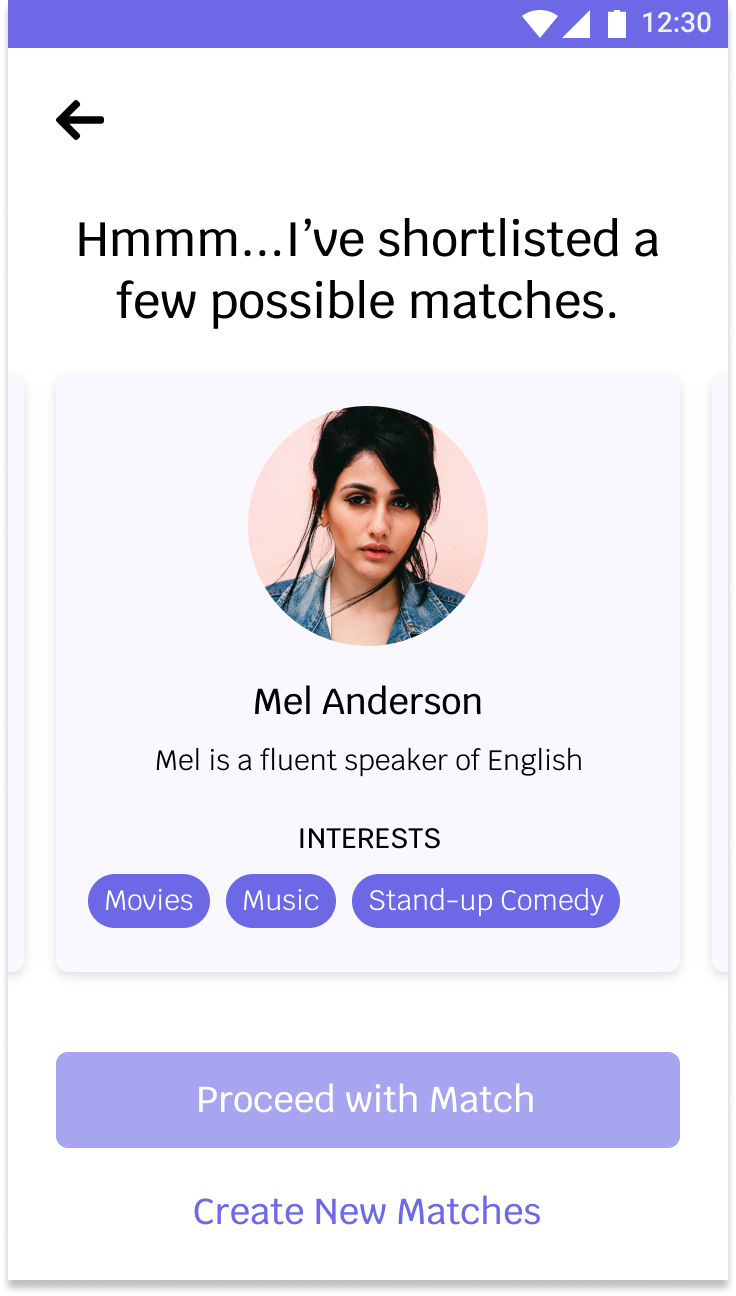 12:30
Hmmm...I’ve shortlisted a
few possible matches.
Mel Anderson
Mel is a fluent speaker of English
INTERESTS
Movies Music Stand-up Comedy
Proceed with Match
Create New Matches